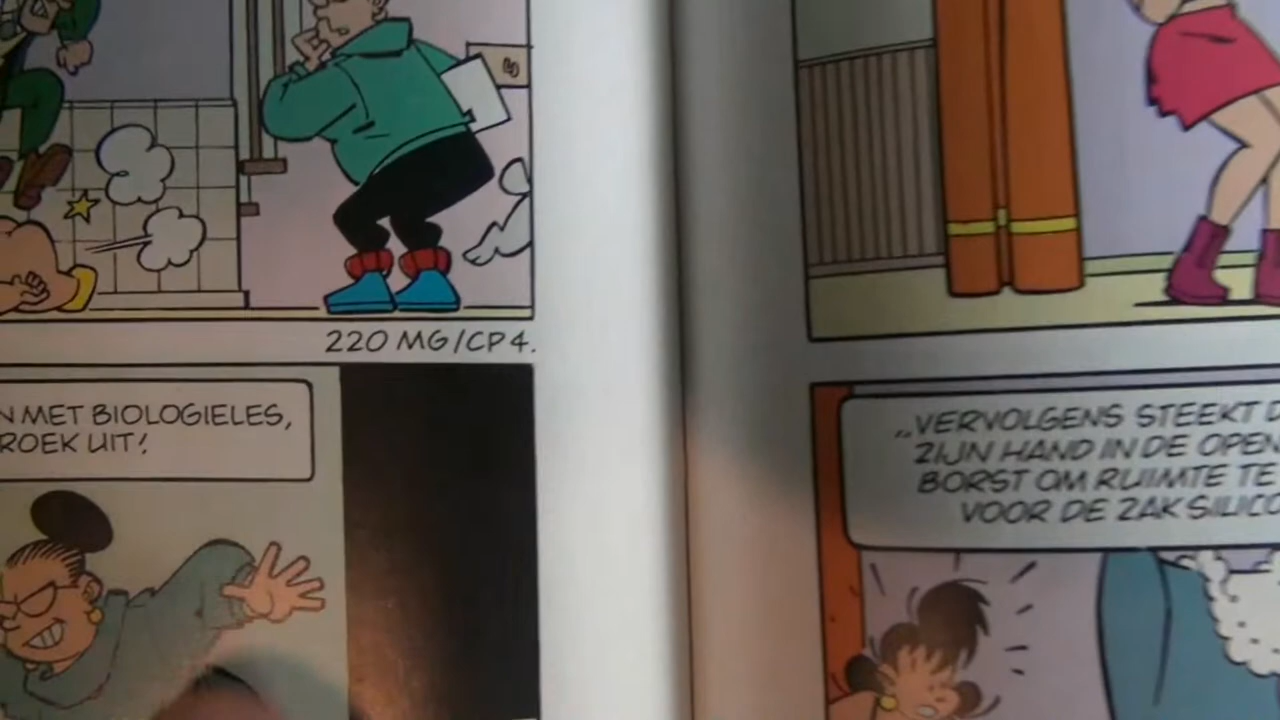 220 MG/CP4.
N MET BIOLOGIELES,
ROEK UIT!
..VERVOLGENS STEEKT D
ZIJN HAND IN DE OPEN
BORST OM RUIMTE TE
VOOR DE ZAK SILICO